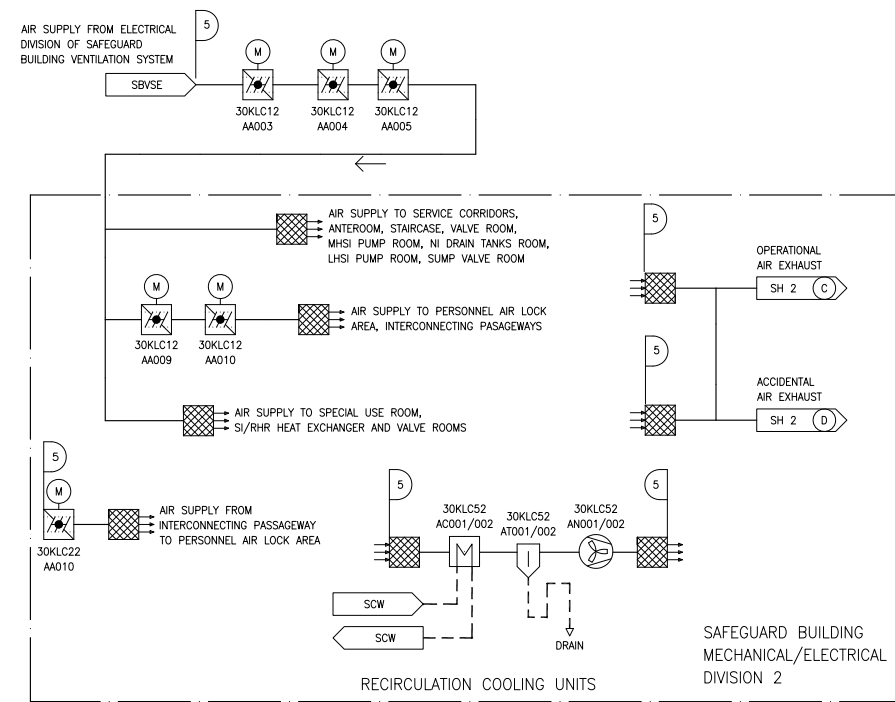 AIR SUPPLY FROM ELECTRICAL
DIVISION OF SAFEGUARD
BUILDING VENTILATION SYSTEM
5
SBVSE
M
M
M
30KLC12
AA003
30KLC12
AA004
30KLC12
AA005
AIR SUPPLY TO SERVICE CORRIDORS,
ANTEROOM, STAIRCASE, VALVE ROOM,
MHSI PUMP ROOM, NI DRAIN TANKS ROOM,
LHSI PUMP ROOM, SUMP VALVE ROOM
5
OPERATIONAL
AIR EXHAUST
SH 2
C
M
M
30KLC12
AA009
30KLC12
AA010
AIR SUPPLY TO PERSONNEL AIR LOCK
AREA, INTERCONNECTING PASAGEWAYS
5
ACCIDENTAL
AIR EXHAUST
SH 2
D
AIR SUPPLY TO SPECIAL USE ROOM,
SI/RHR HEAT EXCHANGER AND VALVE ROOMS
5
M
30KLC22
AA010
AIR SUPPLY FROM
INTERCONNECTING PASSAGEWAY
TO PERSONNEL AIR LOCK AREA
5
30KLC52
AC001/002
30KLC52
AT001/002
30KLC52
AN001/002
5
SCW
SCW
DRAIN
RECIRCULATION COOLING UNITS
SAFEGUARD BUILDING
MECHANICAL/ELECTRICAL
DIVISION 2